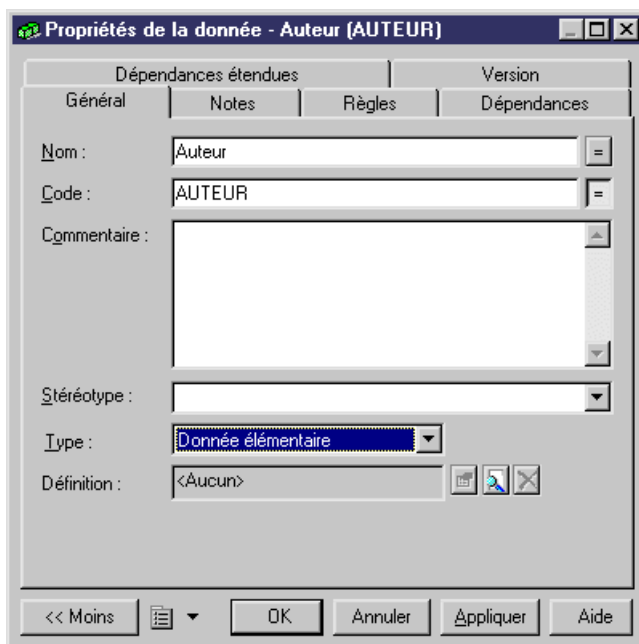 Propriétés de la donnée - Auteur (AUTEUR)
Dépendances étendues Version
Général Notes Règles Dépendances
Nom : Auteur =
Code : AUTEUR =
Commentaire :
Stéréotype :
Type : Donnée élémentaire
Définition : <Aucun>
<< Moins OK Annuler Appliquer Aide